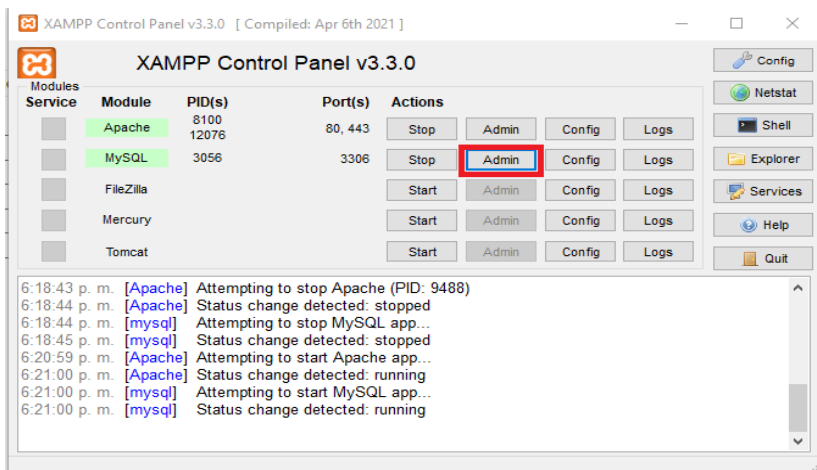 XAMPP Control Panel v3.3.0 [ Compiled: Apr 6th 2021 ]
XAMPP Control Panel v3.3.0
Config
Modules
Service Module PID(s) Port(s) Actions
Netstat
Apache 8100 12076 80, 443 Stop Admin Config Logs
Shell
MySQL 3056 3306 Stop Admin Config Logs
Explorer
FileZilla Start Admin Config Logs
Services
Mercury Start Admin Config Logs
Help
Tomcat Start Admin Config Logs
Quit
6:18:43 p. m. [Apache] Attempting to stop Apache (PID: 9488)
6:18:44 p. m. [Apache] Status change detected: stopped
6:18:44 p. m. [mysql] Attempting to stop MySQL app...
6:18:45 p. m. [mysql] Status change detected: stopped
6:20:59 p. m. [Apache] Attempting to start Apache app...
6:21:00 p. m. [Apache] Status change detected: running
6:21:00 p. m. [mysql] Attempting to start MySQL app...
6:21:00 p. m. [mysql] Status change detected: running